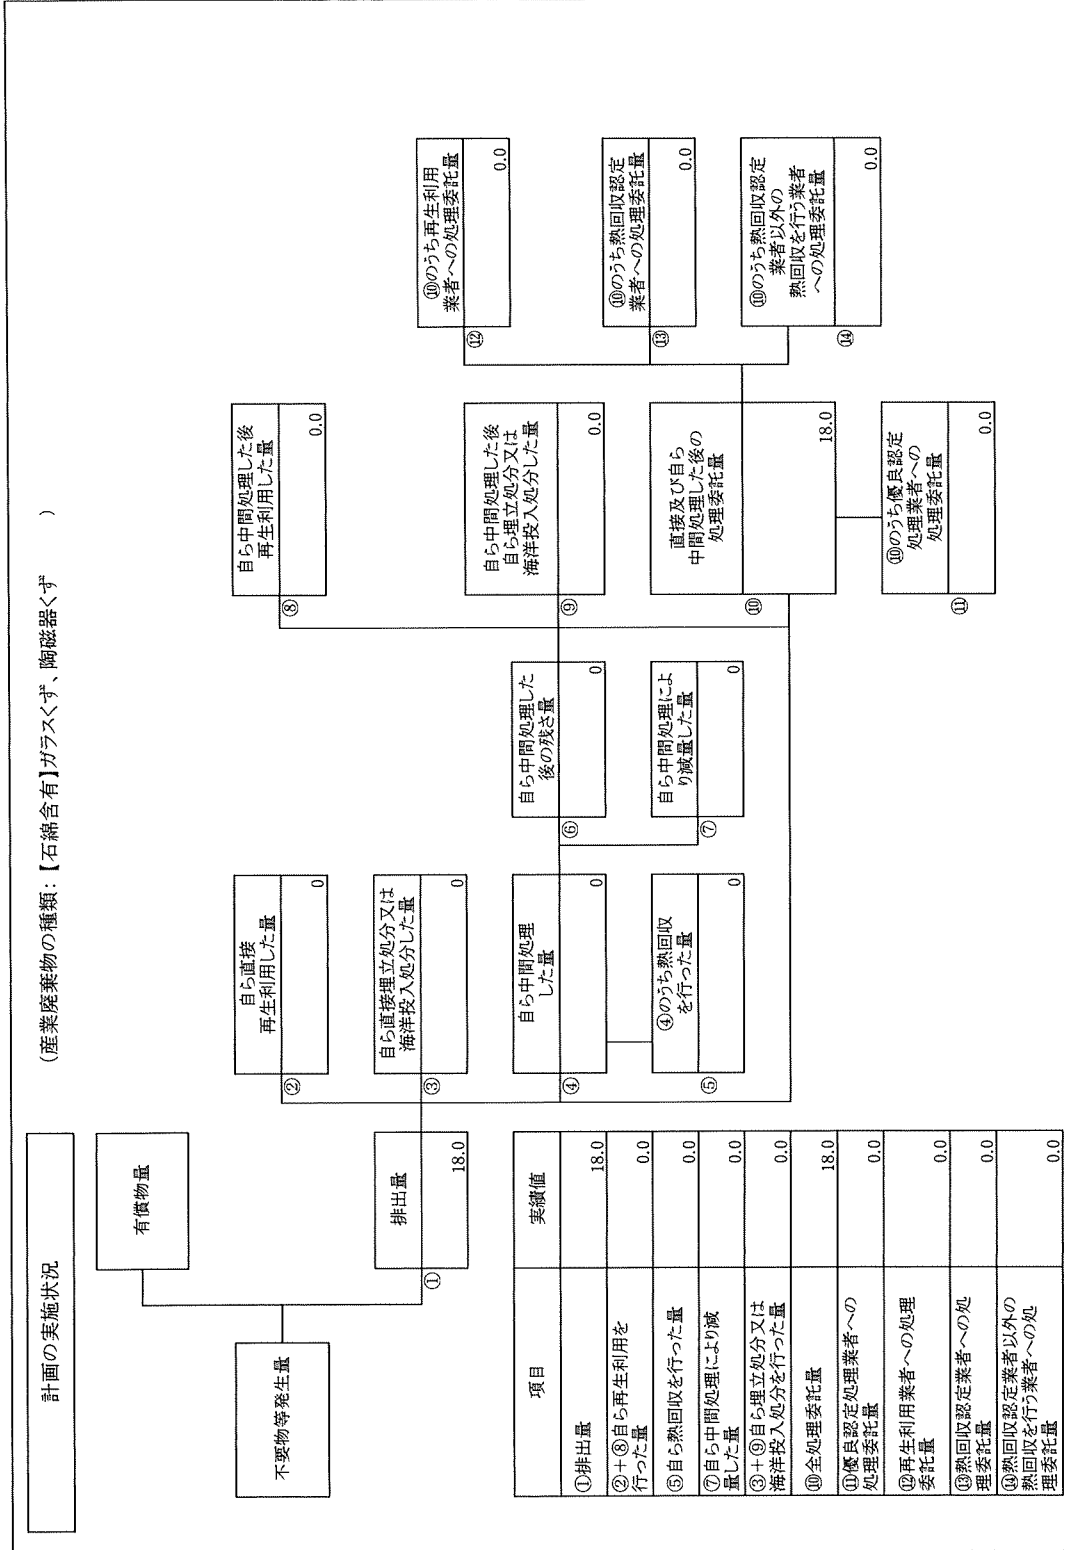 計画の実施状況
(産業廃棄物の種類:【石綿含有】ガラスくず、陶磁器くず )
不要物等発生量
有償物量
①
排出量
18.0
②
自ら直接
再生利用した量
0
③
自ら直接埋立処分又は
海洋投入処分した量
0
④
自ら中間処理
した量
0
⑤
④のうち熱回収
を行った量
0
⑥
自ら中間処理した
後の残さ量
0
⑦
自ら中間処理によ
り減量した量
0
⑧
自ら中間処理した後
再生利用した量
0.0
⑨
自ら中間処理した後
自ら埋立処分又は
海洋投入処分した量
0.0
⑩
直接及び自ら
中間処理した後の
処理委託量
18.0
⑪
⑩のうち優良認定
処理業者への
処理委託量
0.0
⑫
⑩のうち再生利用
業者への処理委託量
0.0
⑬
⑩のうち熱回収認定
業者への処理委託量
0.0
⑭
⑩のうち熱回収認定
業者以外の
熱回収を行う業者
への処理委託量
0.0
項目 実績値
①排出量 18.0
②+⑧自ら再生利用を
行った量 0.0
⑤自ら熱回収を行った量 0.0
⑦自ら中間処理により減
量した量 0.0
③+⑨自ら埋立処分又は
海洋投入処分を行った量 0.0
⑩全処理委託量 18.0
⑪優良認定処理業者への
処理委託量 0.0
⑫再生利用業者への処理
委託量 0.0
⑬熱回収認定業者への処
理委託量 0.0
⑭熱回収認定業者以外の
熱回収を行う業者への処
理委託量 0.0